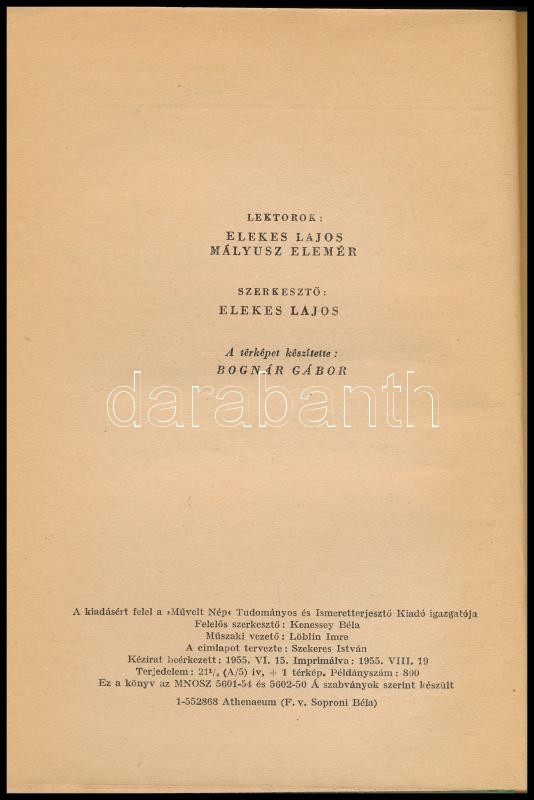 LEKTOROK:
ELEKES LAJOS
MÁLYUSZ ELEMÉR
SZERKESZTŐ:
ELEKES LAJOS
A térképet készítette:
BOGNÁR GÁBOR
darabanth
A kiadásért felel a ›Művelt Nép‹ Tudományos és Ismeretterjesztő Kiadó igazgatója
Felelős szerkesztő: Kenessey Béla
Műszaki vezető: Löblin Imre
A címlapot tervezte: Szekeres István
Kézirat beérkezett: 1955. VI. 15. Imprimálva: 1955. VIII. 19
Terjedelem: 21¹/₄ (A/5) ív, + 1 térkép. Példányszám: 800
Ez a könyv az MNOSZ 5601-54 és 5602-50 Á szabványok szerint készült
1-552868 Athenaeum (F. v. Soproni Béla)